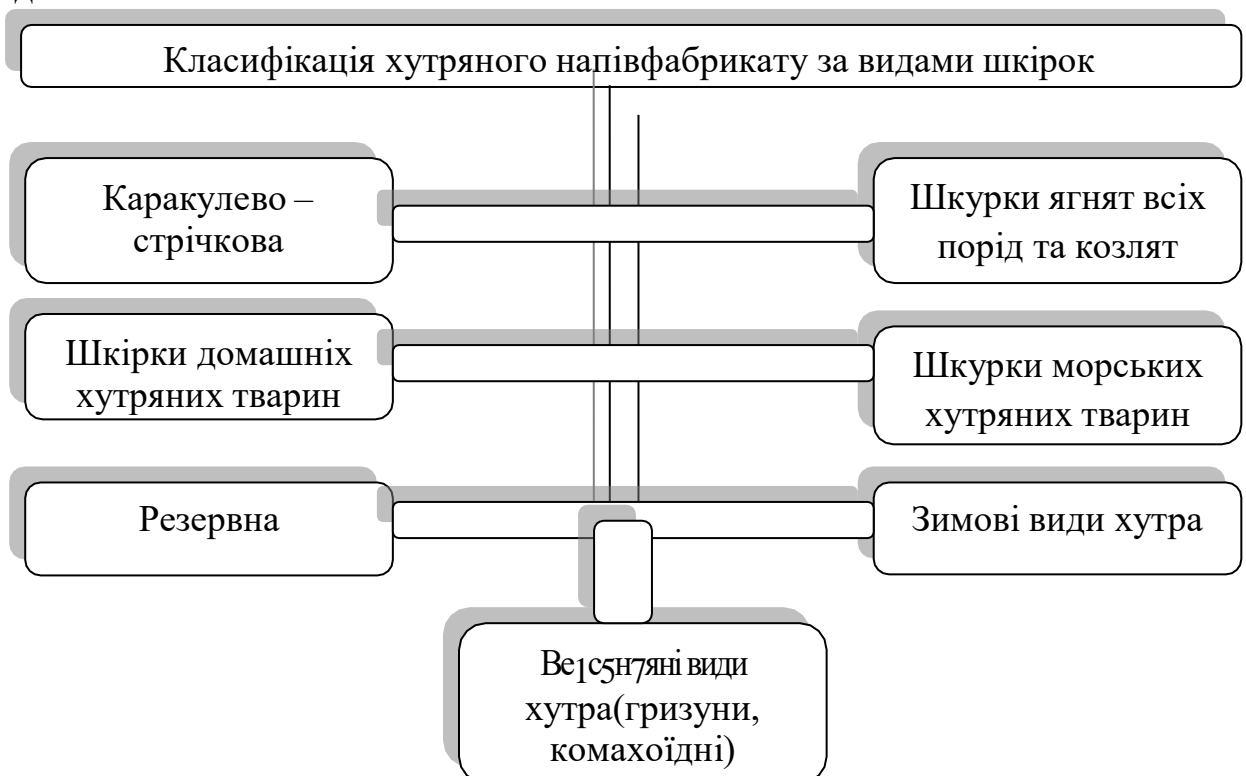 Класифікація хутряного напівфабрикату за видами шкірок
Каракулево –
стрічкова
Шкурки ягнят всіх
порід та козлят
Шкірки домашніх
хутряних тварин
Шкурки морських
хутряних тварин
Резервна
Зимові види хутра
види
хутра(гризуни,
комахоїдні)